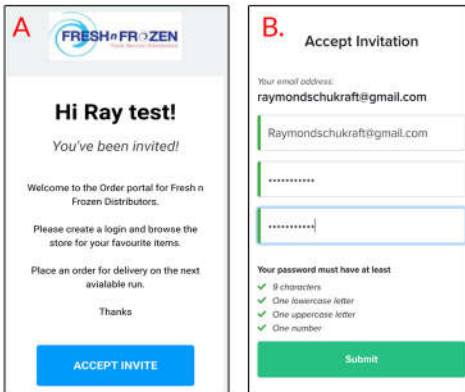 A
FRESH n FROZEN
Food Service Distributors
Hi Ray test!
You've been invited!
Welcome to the Order portal for Fresh n
Frozen Distributors.
Please create a login and browse the
store for your favourite items.
Place an order for delivery on the next
avialable run.
Thanks
ACCEPT INVITE
B.
Accept Invitation
Your email address:
raymondschukraft@gmail.com
Raymondschukraft@gmail.com
•••••••••••
•••••••••••
Your password must have at least
✓ 9 characters
✓ One lowercase letter
✓ One uppercase letter
✓ One number
Submit